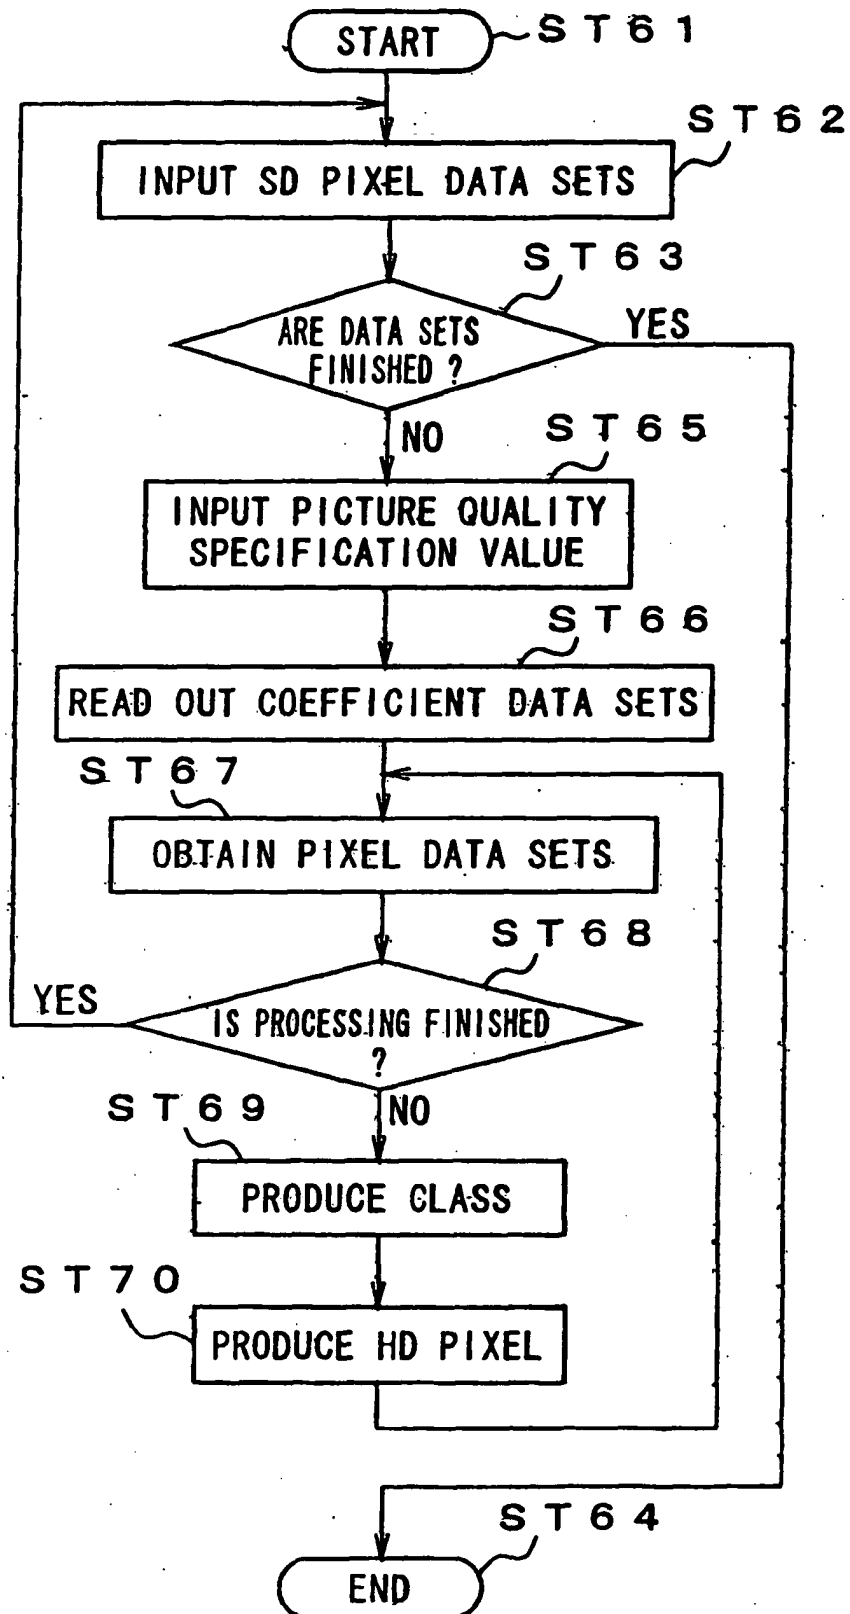 START
ST61
ST62
INPUT SD PIXEL DATA SETS
ST63
ARE DATA SETS
FINISHED ?
YES
NO
ST65
INPUT PICTURE QUALITY
SPECIFICATION VALUE
ST66
READ OUT COEFFICIENT DATA SETS
ST67
OBTAIN PIXEL DATA SETS
ST68
YES
IS PROCESSING FINISHED
?
NO
ST69
PRODUCE CLASS
ST70
PRODUCE HD PIXEL
ST64
END